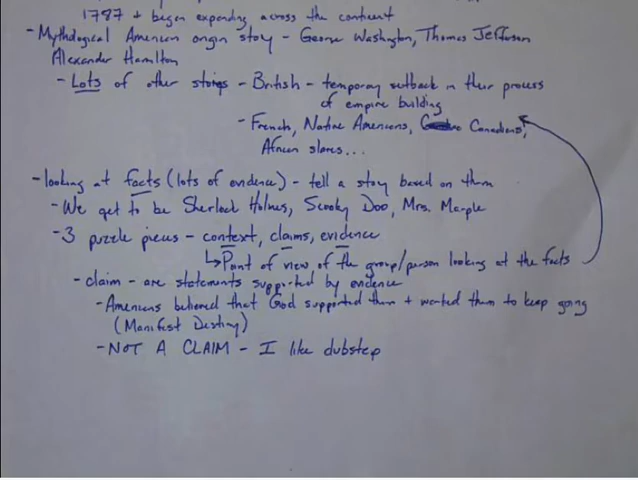 1787 + began expanding across the continent
- Mythological American origin story - George Washington, Thomas Jefferson
Alexander Hamilton
- Lots of other stories - British - temporary setback in their process
of empire building
- French, Native Americans, Canadians,
African slaves...
- looking at facts (lots of evidence) - tell a story based on them
- We get to be Sherlock Holmes, Scooby Doo, Mrs. Marple
- 3 puzzle pieces - context, claims, evidence
↳ Point of view of the group/person looking at the facts
- claim - are statements supported by evidence
- Americans believed that God supported them + wanted them to keep going
(Manifest Destiny)
- NOT A CLAIM - I like dubstep